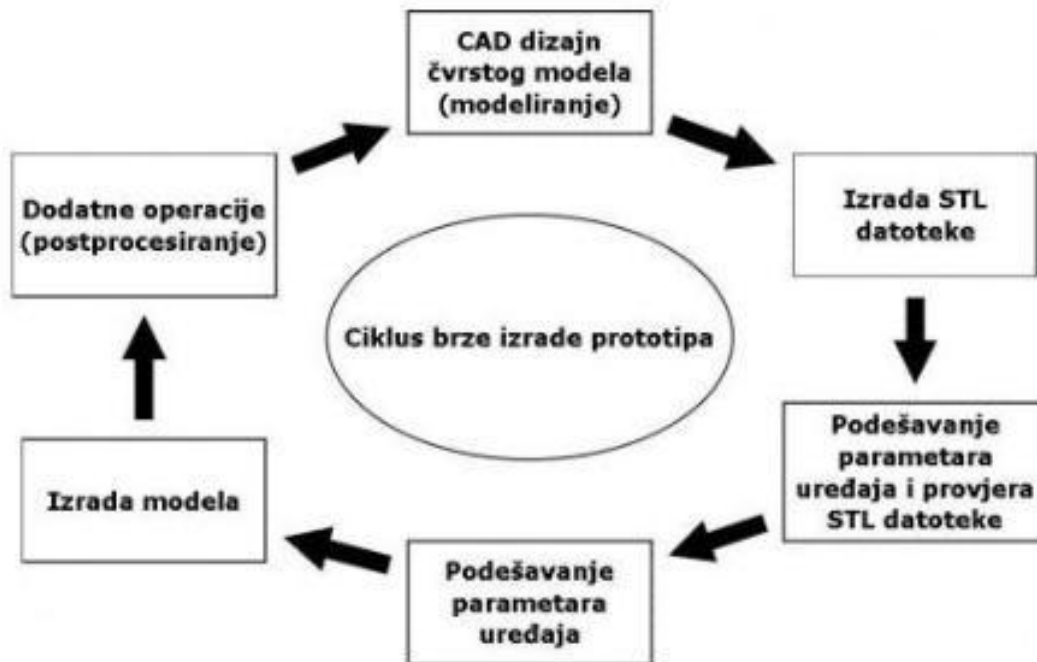 CAD dizajn
čvrstog modela
(modeliranje)
Izrada STL
datoteke
Podešavanje
parametara
uređaja i provjera
STL datoteke
Podešavanje
parametara
uređaja
Izrada modela
Dodatne operacije
(postprocesiranje)
Ciklus brze izrade prototipa